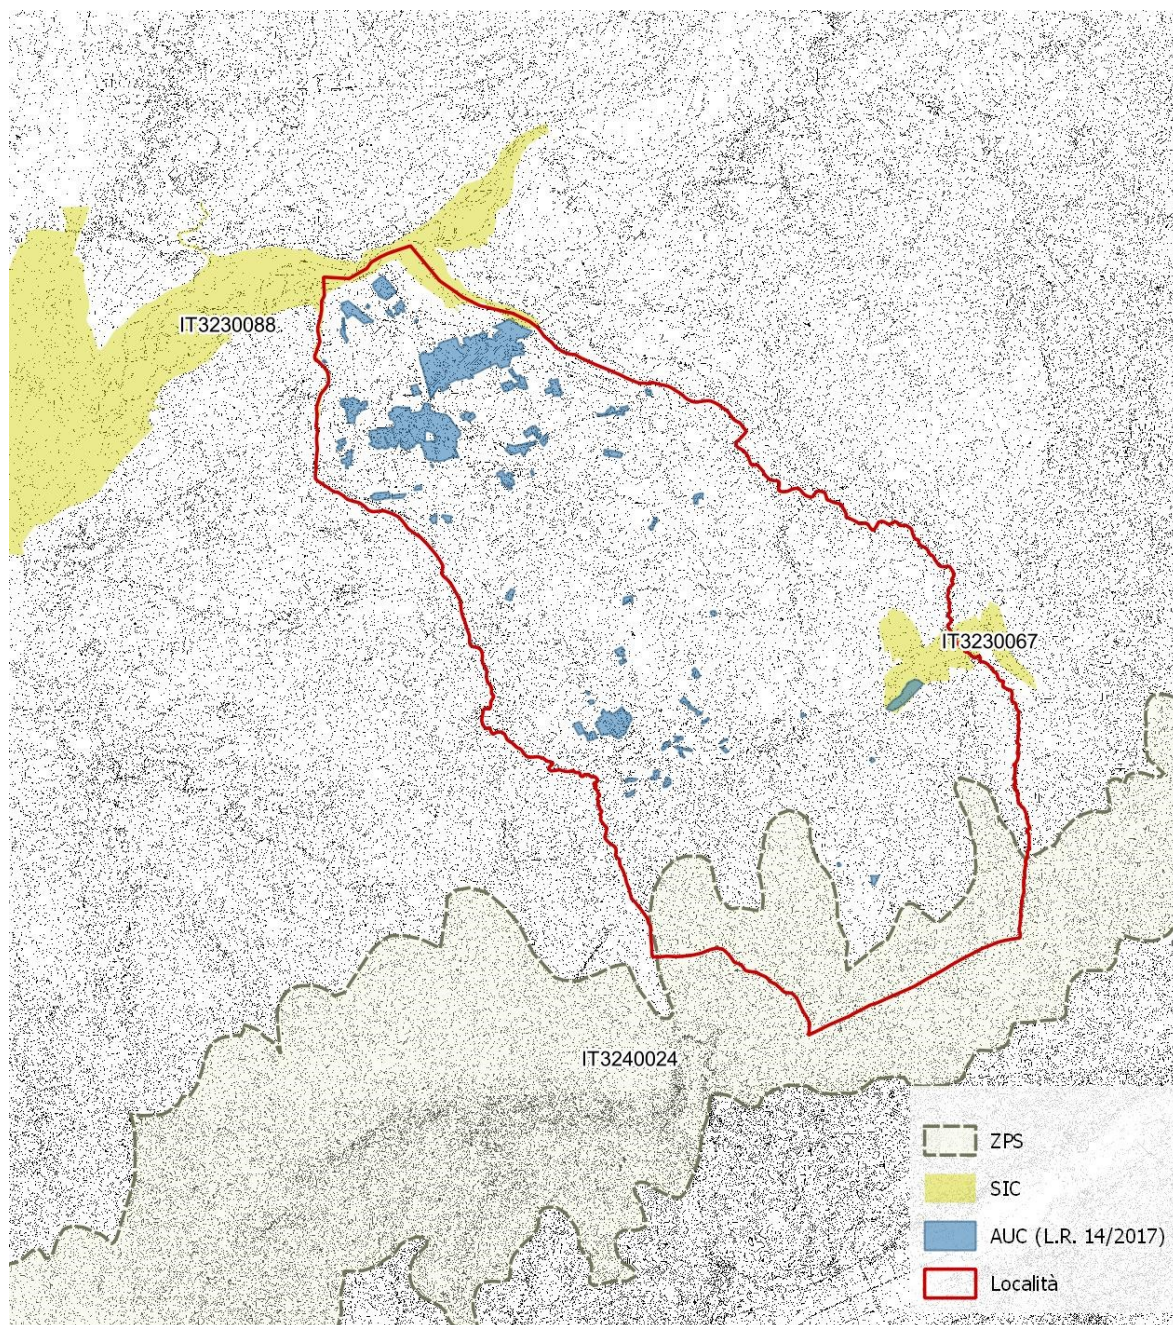 IT3230088
IT3230067
IT3240024
ZPS
SIC
AUC (L.R. 14/2017)
Località